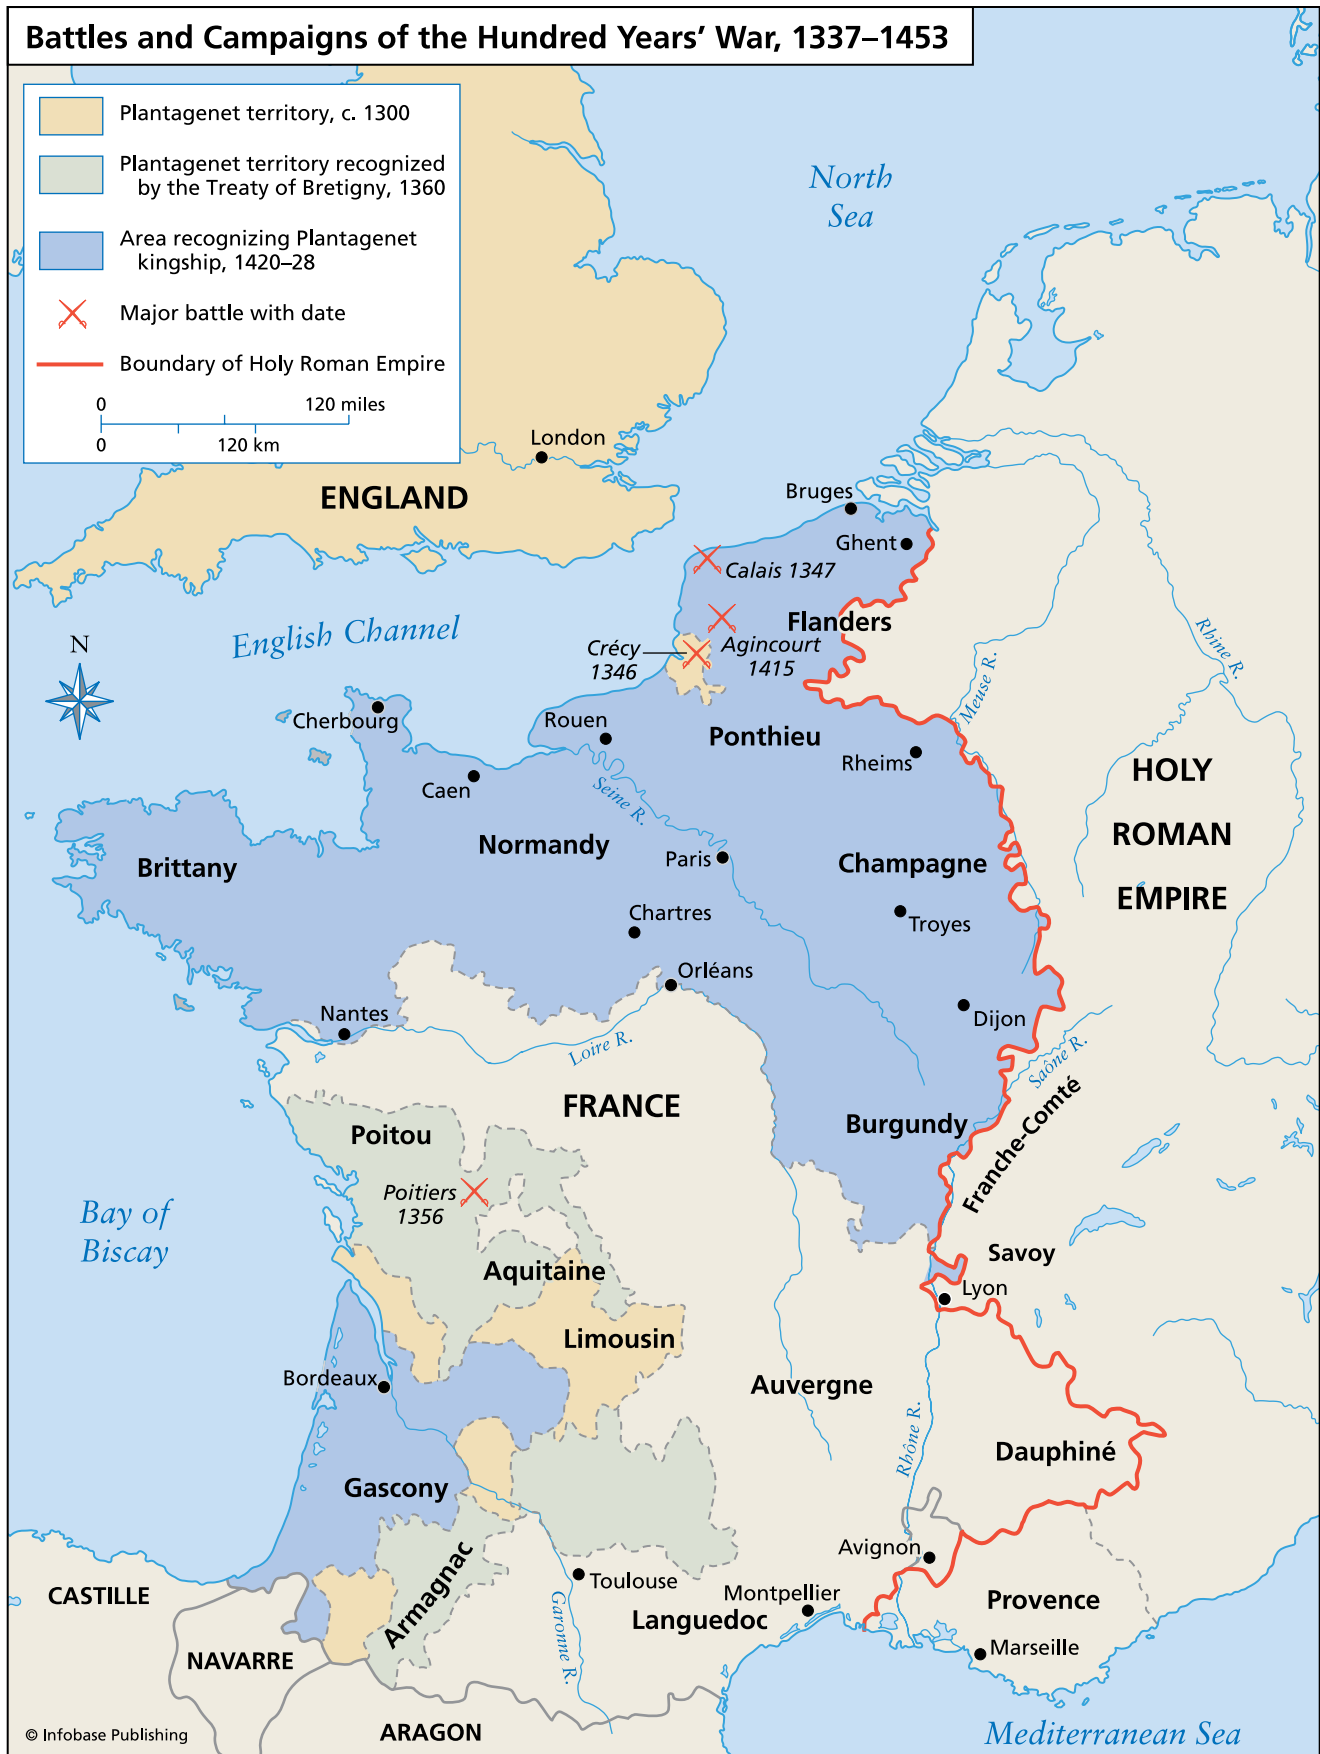 Battles and Campaigns of the Hundred Years’ War, 1337–1453
Plantagenet territory, c. 1300
Plantagenet territory recognized
by the Treaty of Bretigny, 1360
Area recognizing Plantagenet
kingship, 1420–28
Major battle with date
Boundary of Holy Roman Empire
0 120 miles
0 120 km
North
Sea
London
ENGLAND
Bruges
Ghent
Calais 1347
Flanders
English Channel
N
Crécy
1346
Agincourt
1415
Rhine R.
Meuse R.
Cherbourg
Rouen
Ponthieu
Rheims
HOLY
ROMAN
EMPIRE
Caen
Seine R.
Normandy
Paris
Champagne
Brittany
Chartres
Troyes
Orléans
Nantes
Dijon
Loire R.
Saône R.
FRANCE
Poitou
Burgundy
Franche-Comté
Poitiers
1356
Bay of
Biscay
Aquitaine
Savoy
Lyon
Limousin
Bordeaux
Auvergne
Rhône R.
Dauphiné
Gascony
Avignon
Armagnac
CASTILLE
Toulouse
Montpellier
Languedoc
Provence
Garonne R.
NAVARRE
Marseille
ARAGON
Mediterranean Sea
© Infobase Publishing